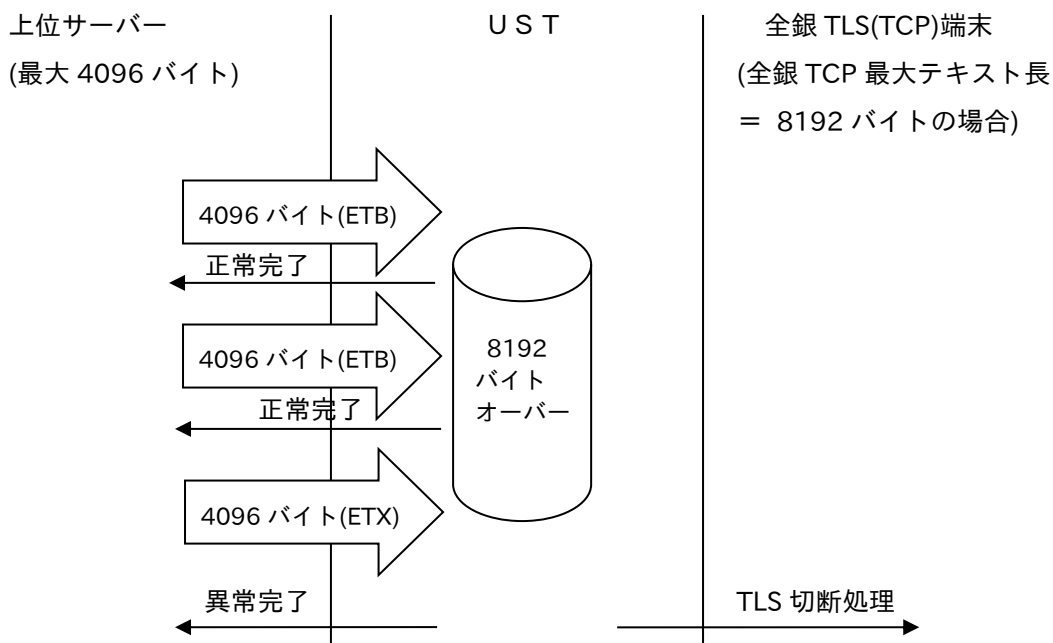 上位サーバー
(最大 4096 バイト)
ＵＳＴ
全銀 TLS(TCP)端末
(全銀 TCP 最大テキスト長
＝ 8192 バイトの場合)
4096 バイト(ETB)
正常完了
4096 バイト(ETB)
正常完了
8192
バイト
オーバー
4096 バイト(ETX)
異常完了
TLS 切断処理